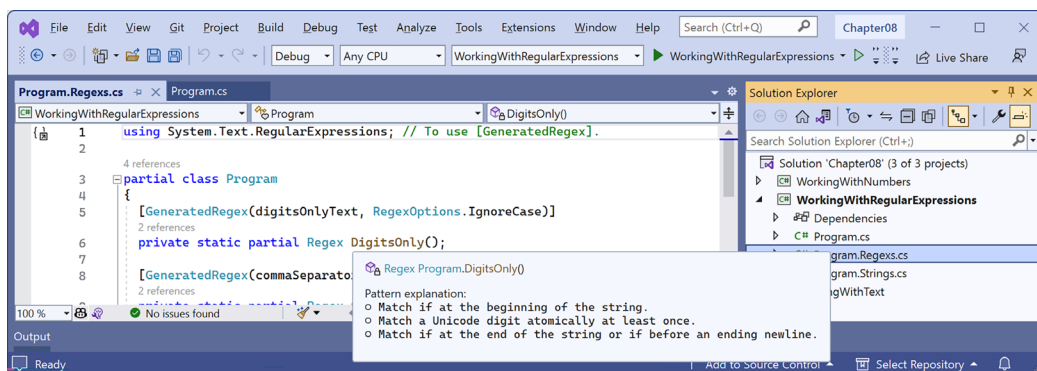 File Edit View Git Project Build Debug Test Analyze Tools Extensions Window Help Search (Ctrl+Q) Chapter08
Debug Any CPU WorkingWithRegularExpressions WorkingWithRegularExpressions Live Share
Program.Regexs.cs Program.cs
WorkingWithRegularExpressions Program DigitsOnly()
1 using System.Text.RegularExpressions; // To use [GeneratedRegex].
2
4 references
3 partial class Program
4 {
5 [GeneratedRegex(digitsOnlyText, RegexOptions.IgnoreCase)]
2 references
6 private static partial Regex DigitsOnly();
7
8 [GeneratedRegex(commaSeparato
2 references
Regex Program.DigitsOnly()
Pattern explanation:
○ Match if at the beginning of the string.
○ Match a Unicode digit atomically at least once.
○ Match if at the end of the string or if before an ending newline.
100 % No issues found
Output
Ready Add to Source Control Select Repository
Solution Explorer
Search Solution Explorer (Ctrl+;)
Solution 'Chapter08' (3 of 3 projects)
C# WorkingWithNumbers
C# WorkingWithRegularExpressions
Dependencies
C# Program.cs
gram.Regexs.cs
gram.Strings.cs
ngWithText